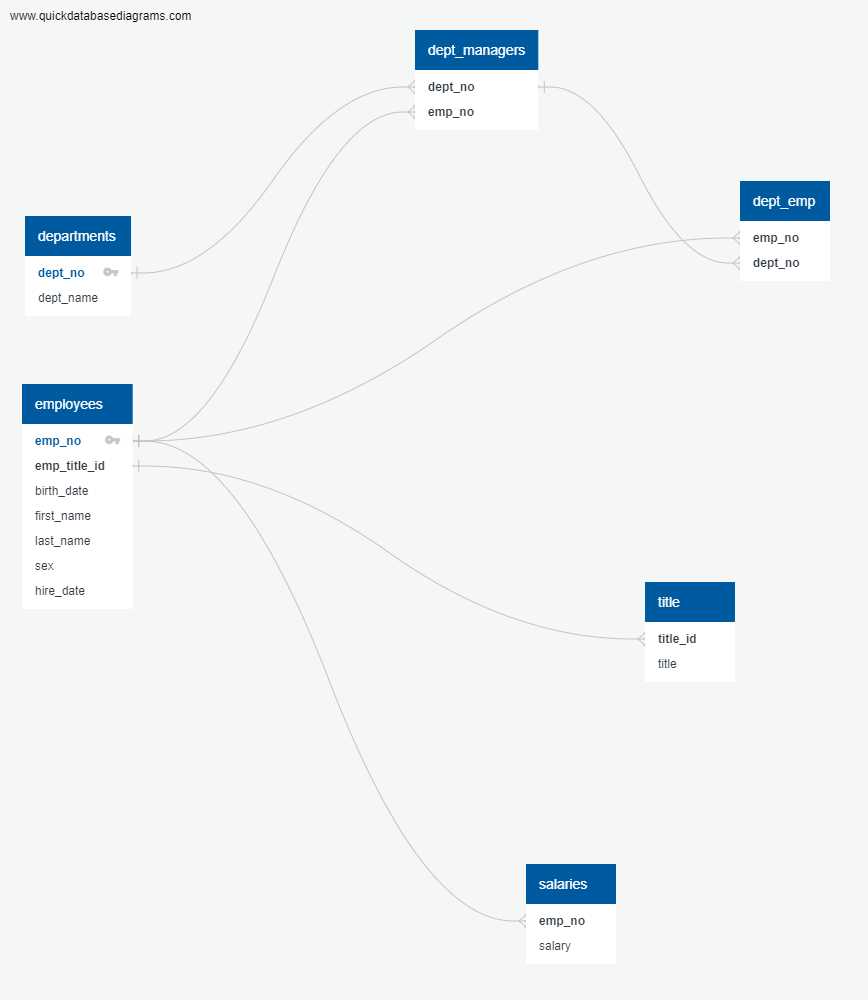 www.quickdatabasediagrams.com
dept_managers
dept_no
emp_no
dept_emp
emp_no
dept_no
departments
dept_no
dept_name
employees
emp_no
emp_title_id
birth_date
first_name
last_name
sex
hire_date
title
title_id
title
salaries
emp_no
salary